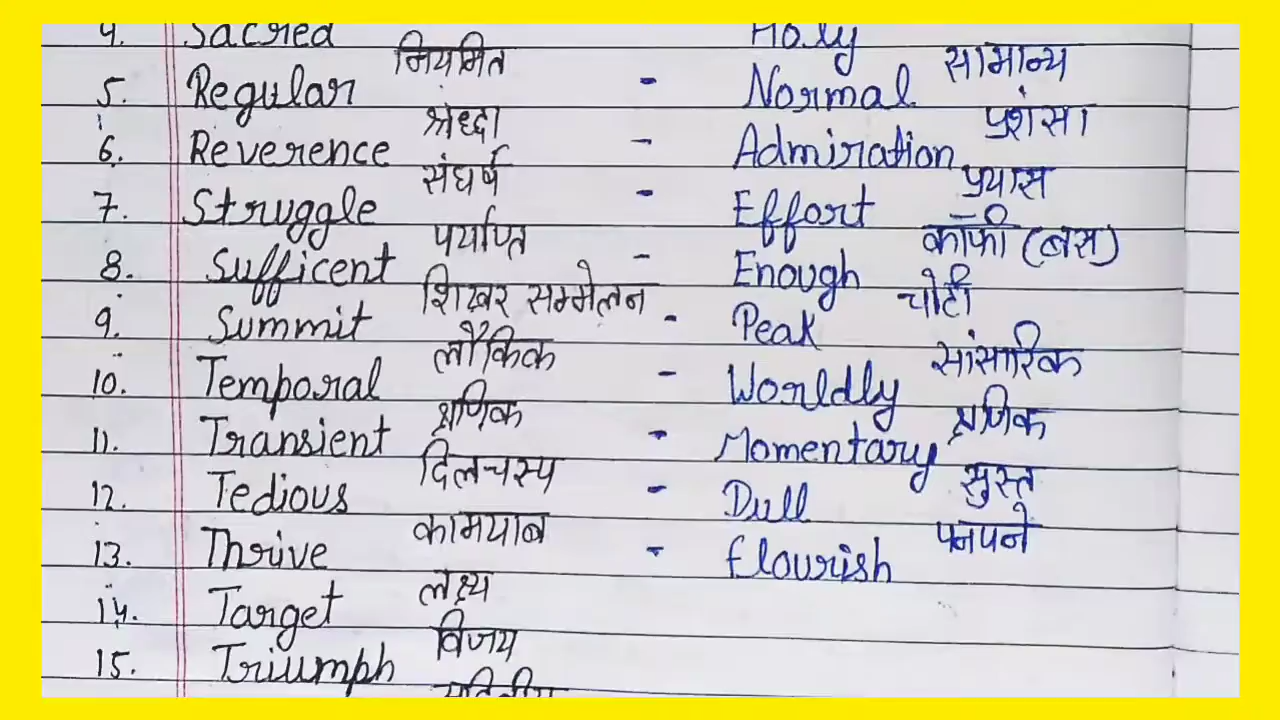 4. Sacred Holy
नियमित सामान्य
5. Regular - Normal
श्रेध्दा प्रशंसा
6. Reverence - Admiration
संघर्ष प्रयास
7. Struggle - Effort
पर्याप्त कॉफी (बस)
8. Sufficent - Enough
शिखर सम्मेलन चोटी
9. Summit - Peak
लौकिक सांसारिक
10. Temporal - Worldly
क्षणिक क्षणिक
11. Transient - Momentary
दिलचस्प सुस्त
12. Tedious - Dull
कामयाब पनपने
13. Thrive - flourish
लक्ष्य
14. Target
विजय
15. Triumph